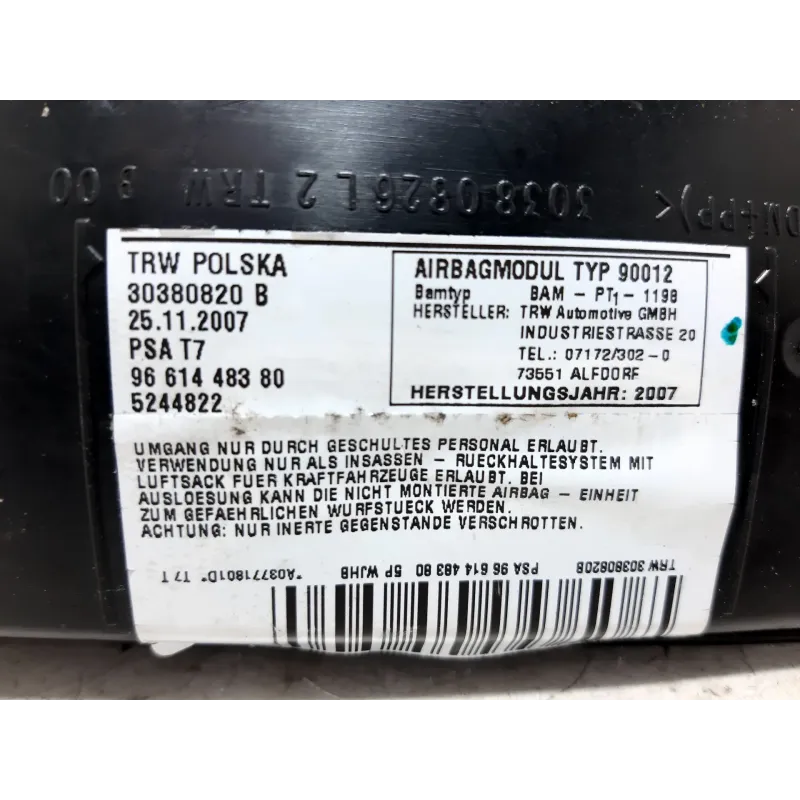 30380826L2 TRW B 00
TRW POLSKA
30380820 B
25.11.2007
PSA T7
96 614 483 80
5244822
AIRBAGMODUL TYP 90012
Bamtyp BAM - PT1 - 1198
HERSTELLER: TRW Automotive GMBH
INDUSTRIESTRASSE 20
TEL.: 07172/302-0
73551 ALFDORF
HERSTELLUNGSJAHR: 2007
UMGANG NUR DURCH GESCHULTES PERSONAL ERLAUBT.
VERWENDUNG NUR ALS INSASSEN - RUECKHALTESYSTEM MIT
LUFTSACK FUER KRAFTFAHRZEUGE ERLAUBT. BEI
AUSLOESUNG KANN DIE NICHT MONTIERTE AIRBAG - EINHEIT
ZUM GEFAEHRLICHEN WURFSTUECK WERDEN.
ACHTUNG: NUR INERTE GEGENSTANDE VERSCHROTTEN.
TRW 30380820B PSA 96 614 483 80 5P WJHB *A03771801D* T7 T